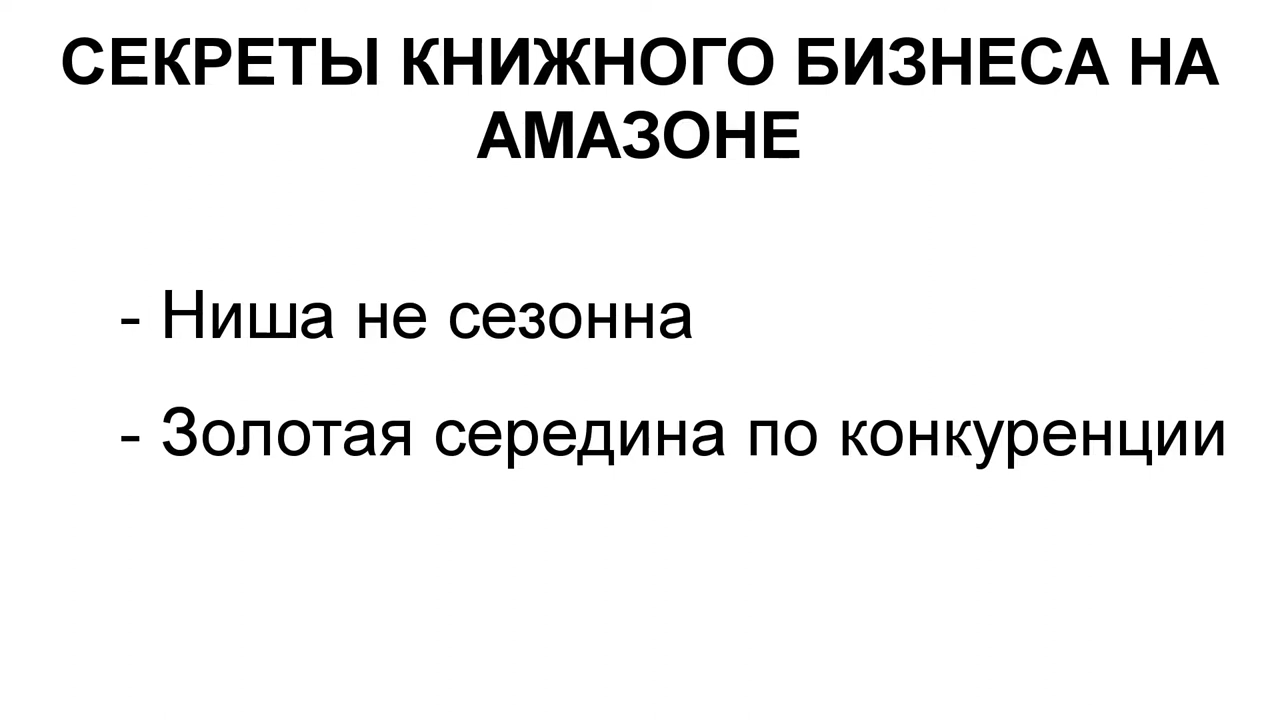 СЕКРЕТЫ КНИЖНОГО БИЗНЕСА НА
АМАЗОНЕ
- Ниша не сезонна
- Золотая середина по конкуренции